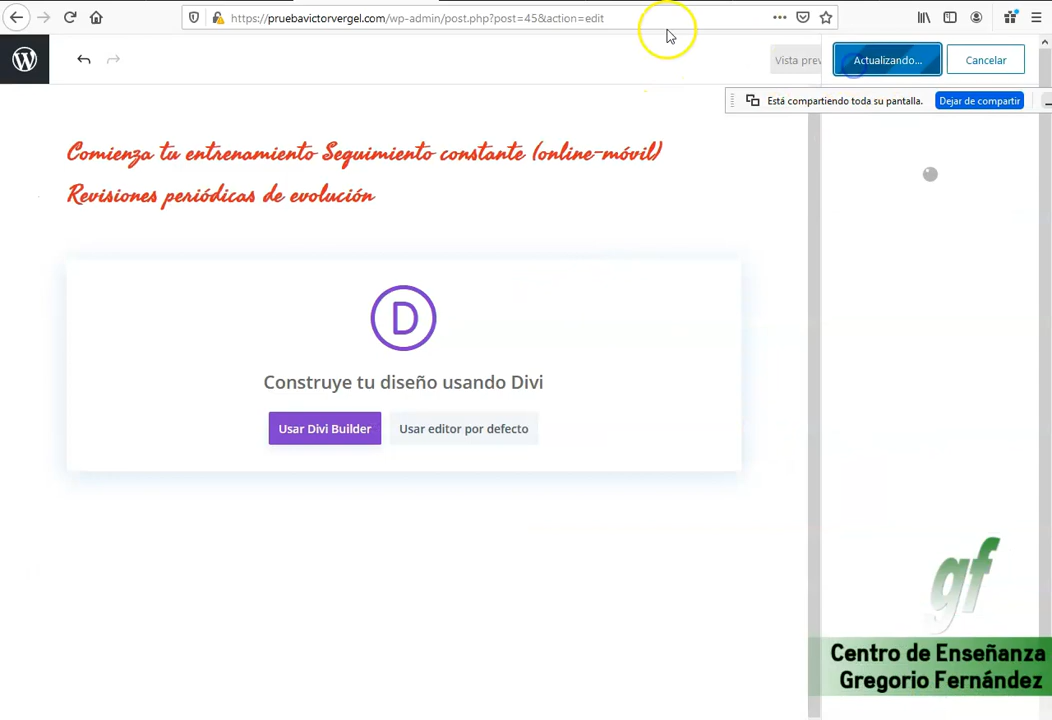 https://pruebavictorvergel.com/wp-admin/post.php?post=45&action=edit
Vista prev
Actualizando...
Cancelar
Está compartiendo toda su pantalla.
Dejar de compartir
Comienza tu entrenamiento Seguimiento constante (online-móvil)
Revisiones periódicas de evolución
D
Construye tu diseño usando Divi
Usar Divi Builder
Usar editor por defecto
gf
Centro de Enseñanza
Gregorio Fernández